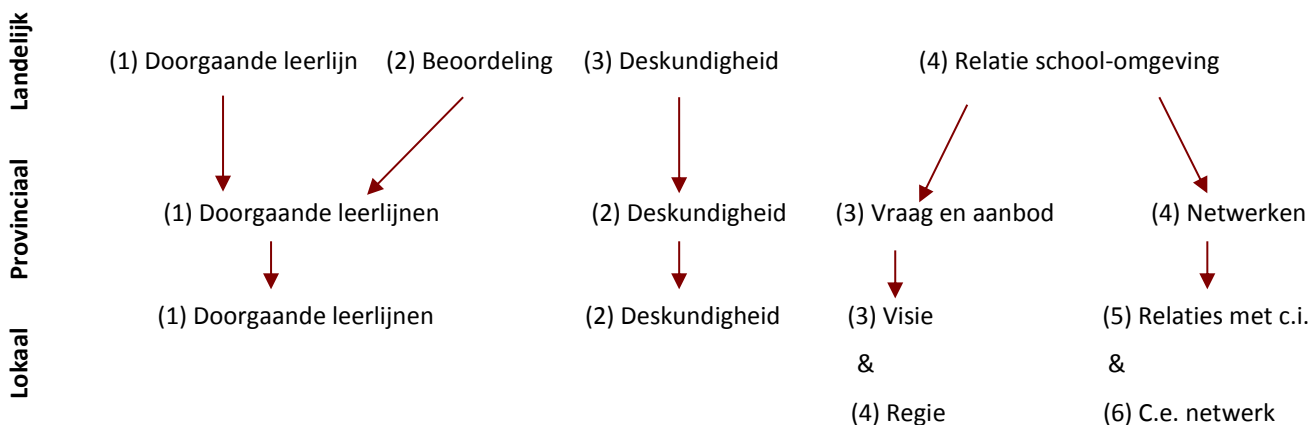 Landelijk
(1) Doorgaande leerlijn (2) Beoordeling (3) Deskundigheid (4) Relatie school-omgeving
Provinciaal
(1) Doorgaande leerlijnen (2) Deskundigheid (3) Vraag en aanbod (4) Netwerken
Lokaal
(1) Doorgaande leerlijnen (2) Deskundigheid (3) Visie (5) Relaties met c.i.
& &
(4) Regie (6) C.e. netwerk